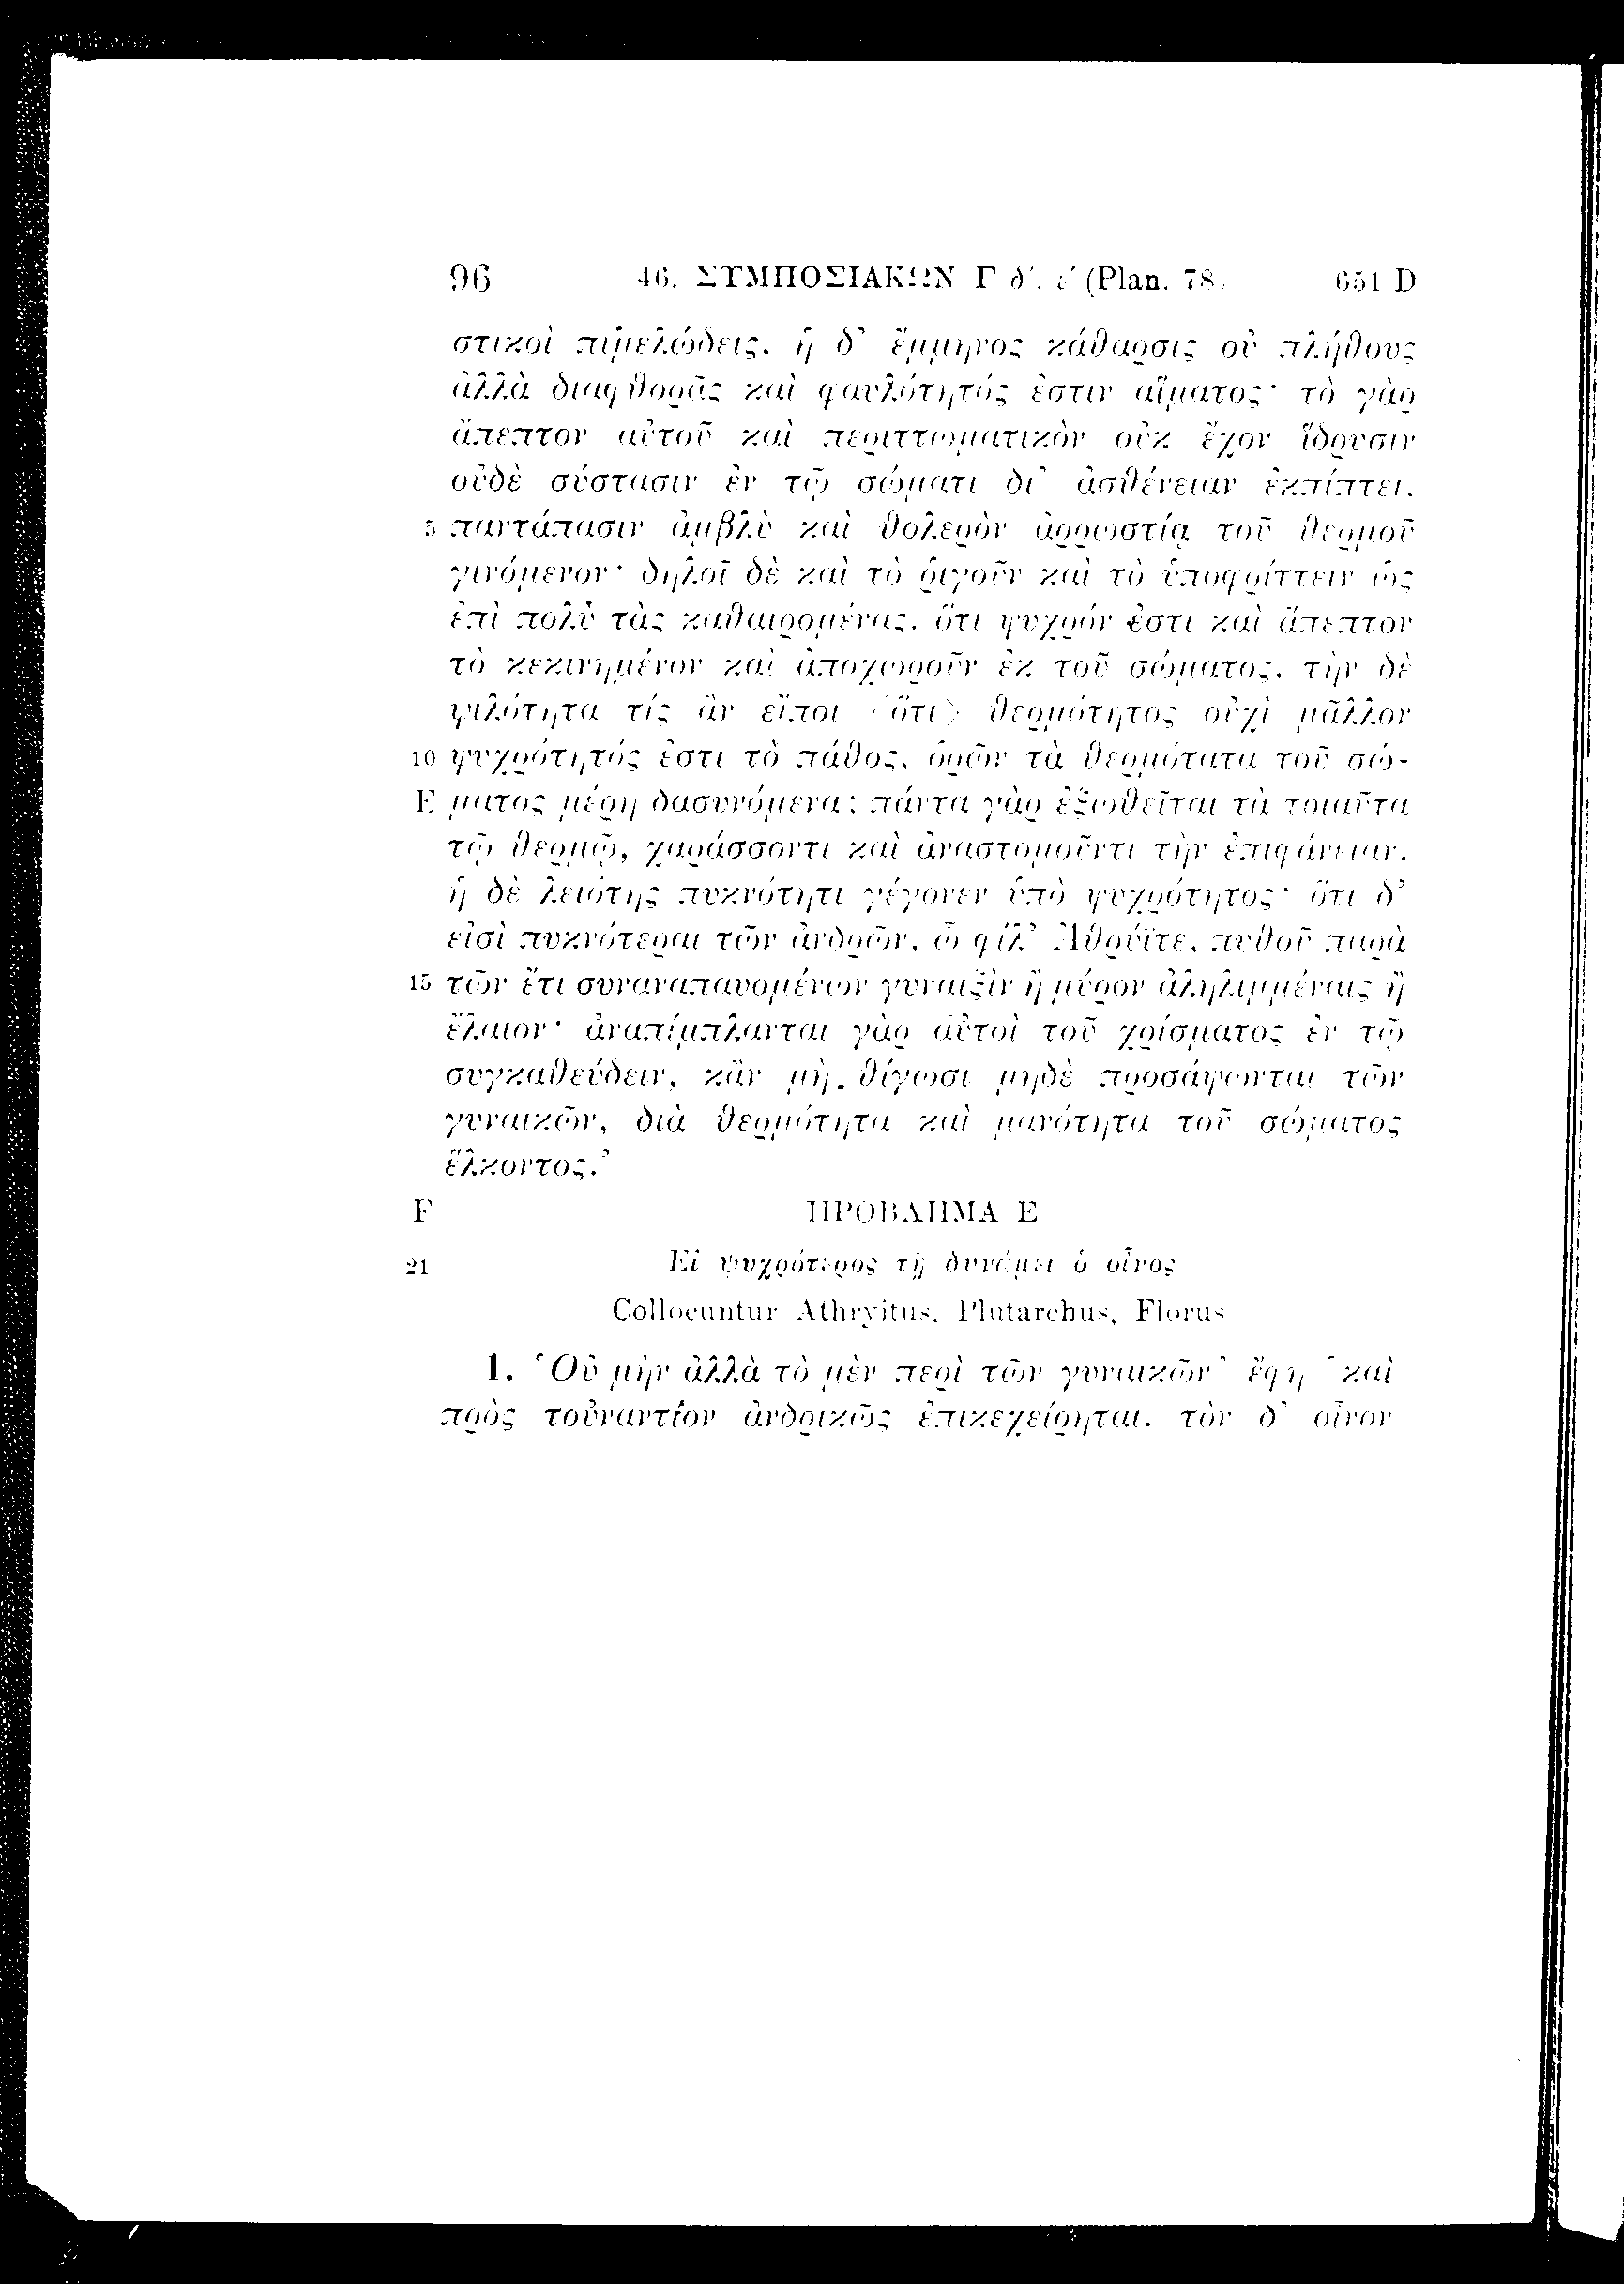 96 46. ΣΥΜΠΟΣΙΑΚΩΝ Γ δ΄. ε΄ (Plan. 78. 651 D
στικοὶ πιμελώδεις. ἡ δ’ ἔμμηνος κάθαρσις οὐ πλήθους
ἀλλὰ διαφθορᾶς καὶ φαυλότητός ἐστιν αἵματος· τὸ γὰρ
ἄπεπτον αὐτοῦ καὶ περιττωματικὸν οὐκ ἔχον ἵδρυσιν
οὐδὲ σύστασιν ἐν τῷ σώματι δι’ ἀσθένειαν ἐκπίπτει.
5 παντάπασιν ἀμβλὺ καὶ θολερὸν ἀρρωστίᾳ τοῦ θερμοῦ
γινόμενον· δηλοῖ δὲ καὶ τὸ ῥιγοῦν καὶ τὸ ὑποφρίττειν ὡς
ἐπὶ πολὺ τὰς καθαιρομένας, ὅτι ψυχρόν ἐστι καὶ ἄπεπτον
τὸ κεκινημένον καὶ ἀποχωροῦν ἐκ τοῦ σώματος. τὴν δὲ
ψιλότητα τίς ἂν εἴποι ‹ὅτι› θερμότητος οὐχὶ μᾶλλον
10 ψυχρότητός ἐστι τὸ πάθος, ὁρῶν τὰ θερμότατα τοῦ σώ-
E ματος μέρη δασυνόμενα; πάντα γὰρ ἐξωθεῖται τὰ τοιαῦτα
τῷ θερμῷ, χαράσσοντι καὶ ἀναστομοῦντι τὴν ἐπιφάνειαν.
ἡ δὲ λειότης πυκνότητι γέγονεν ὑπὸ ψυχρότητος· ὅτι δ’
εἰσὶ πυκνότεραι τῶν ἀνδρῶν, ὦ φίλ’ Ἀθρύϊτε, πυθοῦ παρὰ
15 τῶν ἔτι συναναπαυομένων γυναιξὶν ἢ μύρον ἀληλιμμέναις ἢ
ἔλαιον· ἀναπίμπλανται γὰρ αὐτοὶ τοῦ χρίσματος ἐν τῷ
συγκαθεύδειν, κἂν μὴ θίγωσι μηδὲ προσάψωνται τῶν
γυναικῶν, διὰ θερμότητα καὶ μανότητα τοῦ σώματος
ἕλκοντος.’
F ΠΡΟΒΛΗΜΑ Ε
21 Εἰ ψυχρότερος τῇ δυνάμει ὁ οἶνος
Collocuntur Athryitus, Plutarchus, Florus
1. ‘Οὐ μὴν ἀλλὰ τὸ μὲν περὶ τῶν γυναικῶν’ ἔφη ‘καὶ
πρὸς τοὐναντίον ἀνδρικῶς ἐπικεχείρηται. τὸν δ’ οἶνον